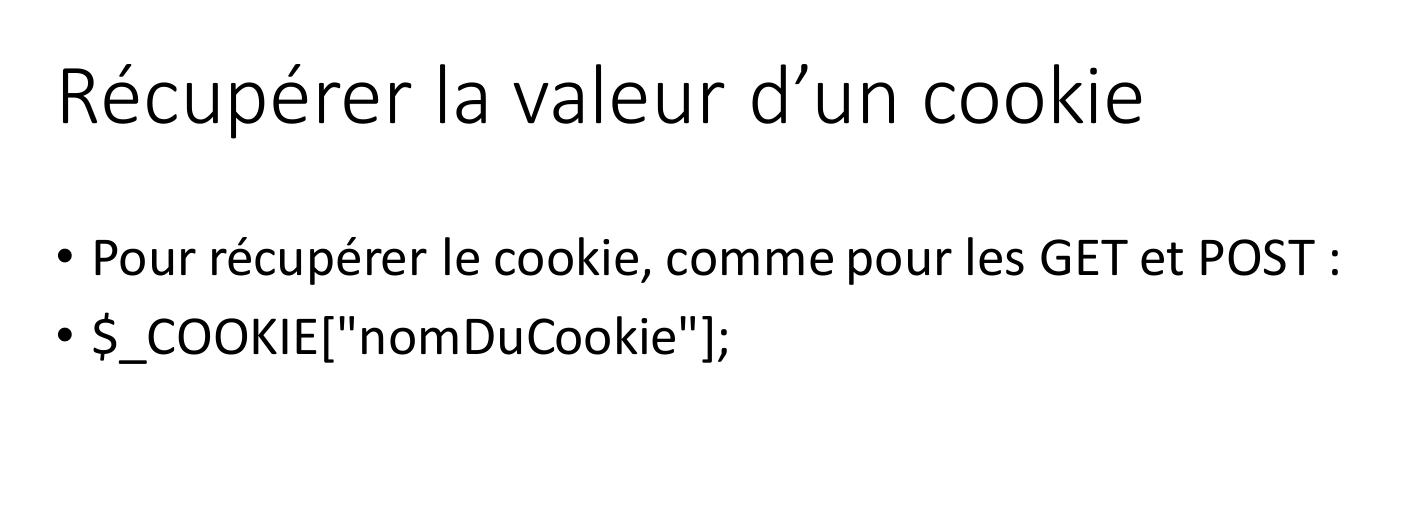 Récupérer la valeur d’un cookie
• Pour récupérer le cookie, comme pour les GET et POST :
• $_COOKIE["nomDuCookie"];